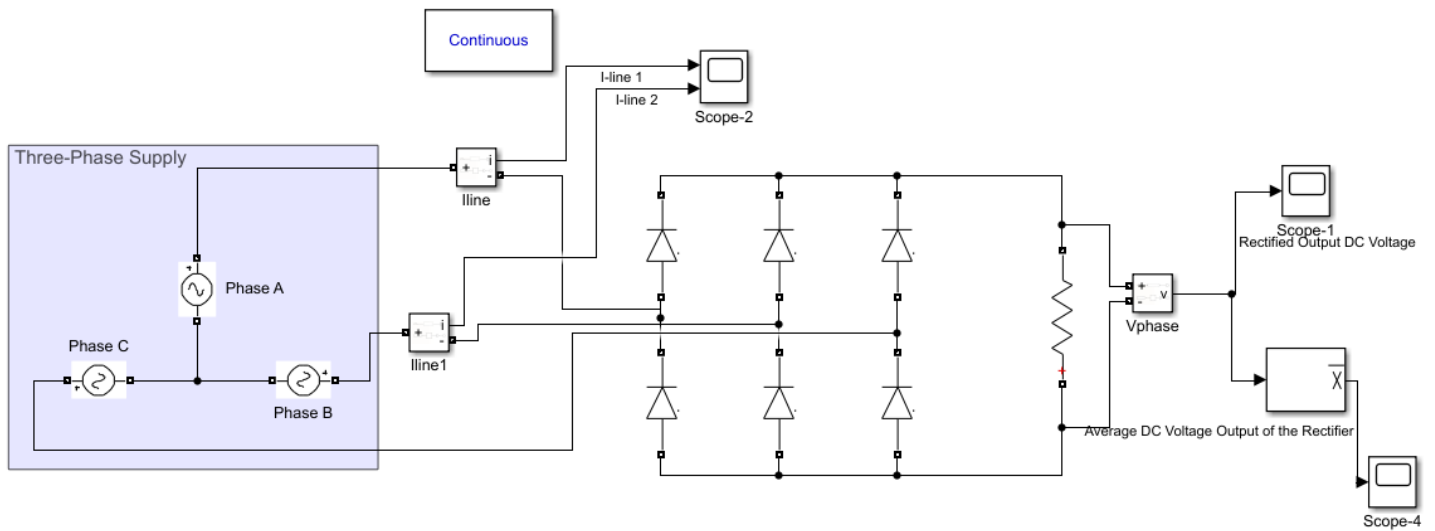 Continuous
I-line 1
I-line 2
Scope-2
Three-Phase Supply
i
+
-
Iline
Scope-1
Rectified Output DC Voltage
+
Phase A
+
-
v
Vphase
i
+
-
Iline1
Phase C
+
+
Phase B
+
x
Average DC Voltage Output of the Rectifier
Scope-4